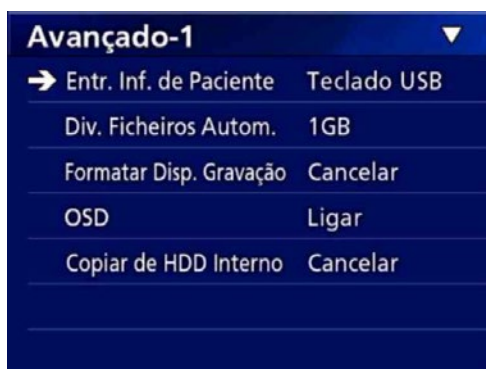 Avançado-1
Entr. Inf. de Paciente Teclado USB
Div. Ficheiros Autom. 1GB
Formatar Disp. Gravação Cancelar
OSD Ligar
Copiar de HDD Interno Cancelar